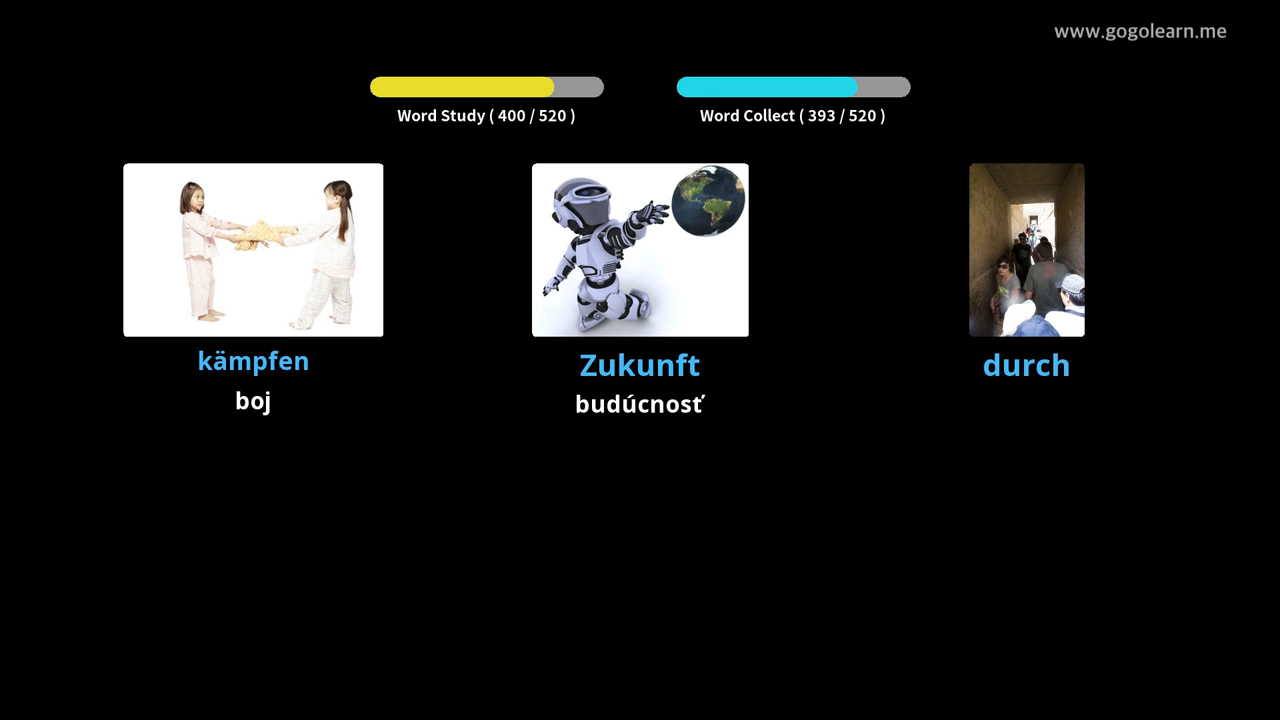 www.gogolearn.me
Word Study ( 400 / 520 )
Word Collect ( 393 / 520 )
kämpfen
boj
Zukunft
budúcnosť
durch